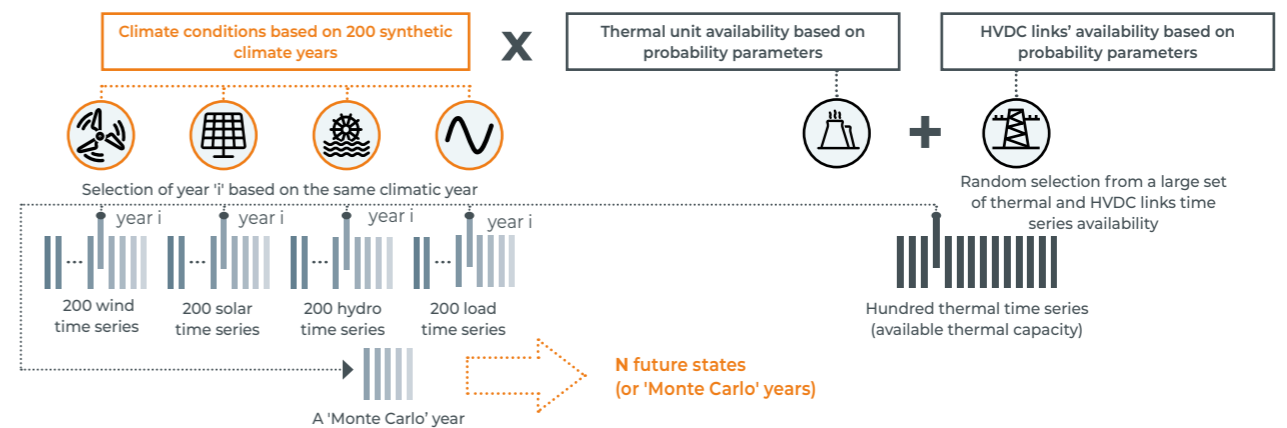 Climate conditions based on 200 synthetic
climate years
X
Thermal unit availability based on
probability parameters
HVDC links' availability based on
probability parameters
+
Selection of year 'i' based on the same climatic year
Random selection from a large set
of thermal and HVDC links time
series availability
year i
year i
year i
year i
...
...
...
...
200 wind
time series
200 solar
time series
200 hydro
time series
200 load
time series
Hundred thermal time series
(available thermal capacity)
A 'Monte Carlo' year
N future states
(or 'Monte Carlo' years)